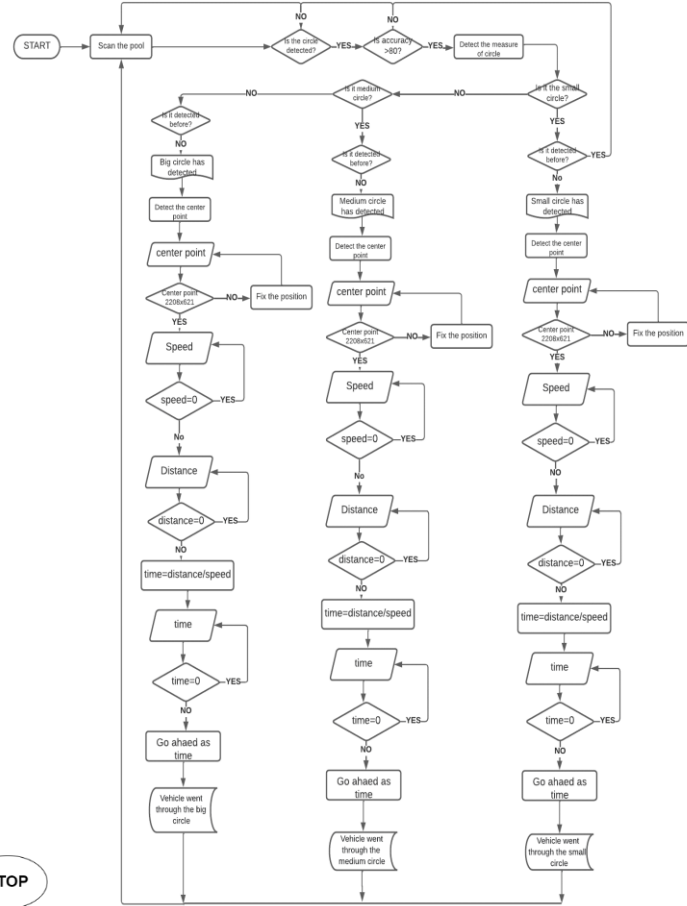 NO
NO
START
Scan the pool
Is the circle
detected?
YES
Is accuracy
>80?
YES
Detect the measure
of circle
Is it the small
circle?
NO
Is it medium
circle?
NO
Is it detected
before?
NO
Big circle has
detected
Detect the center
point
center point
Center point
2208x621
NO
Fix the position
YES
Speed
speed=0
YES
No
Distance
distance=0
YES
NO
time=distance/speed
time
time=0
YES
NO
Go ahaed as
time
Vehicle went
through the big
circle
YES
Is it detected
before?
NO
Medium circle
has detected
Detect the center
point
center point
Center point
2208x621
NO
Fix the position
YES
Speed
speed=0
YES
No
Distance
distance=0
YES
NO
time=distance/speed
time
time=0
YES
NO
Go ahaed as
time
Vehicle went
through the
medium circle
YES
Is it detected
before?
YES
No
Small circle has
detected
Detect the center
point
center point
Center point
2208x621
NO
Fix the position
YES
Speed
speed=0
YES
NO
Distance
distance=0
YES
NO
time=distance/speed
time
time=0
YES
NO
Go ahaed as
time
Vehicle went
through the small
circle
TOP